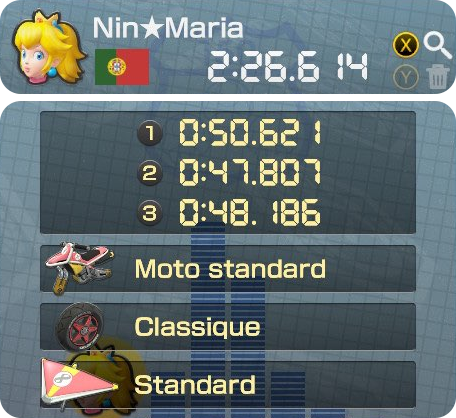 Nin★Maria
X
2:26.614
Y
1 0:50.621
2 0:47.807
3 0:48.186
Moto standard
Classique
Standard